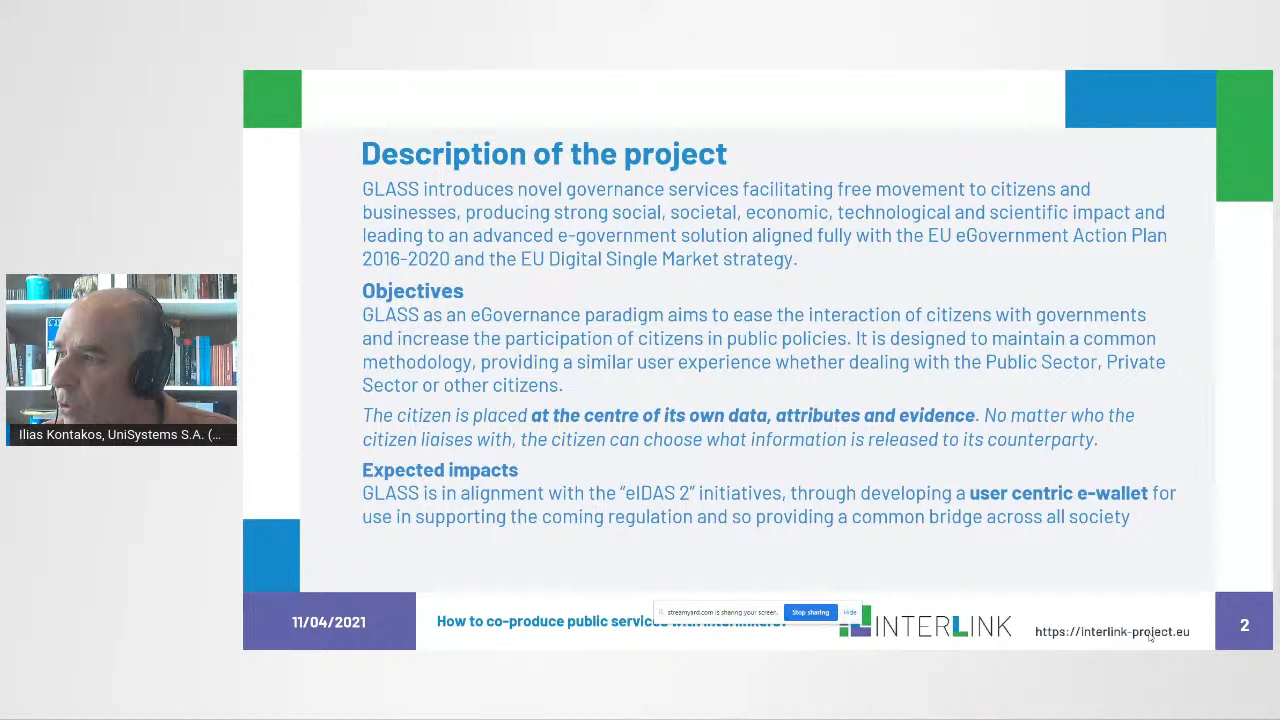 Description of the project
GLASS introduces novel governance services facilitating free movement to citizens and
businesses, producing strong social, societal, economic, technological and scientific impact and
leading to an advanced e-government solution aligned fully with the EU eGovernment Action Plan
2016-2020 and the EU Digital Single Market strategy.
Objectives
GLASS as an eGovernance paradigm aims to ease the interaction of citizens with governments
and increase the participation of citizens in public policies. It is designed to maintain a common
methodology, providing a similar user experience whether dealing with the Public Sector, Private
Sector or other citizens.
The citizen is placed at the centre of its own data, attributes and evidence. No matter who the
citizen liaises with, the citizen can choose what information is released to its counterparty.
Expected impacts
GLASS is in alignment with the “eIDAS 2” initiatives, through developing a user centric e-wallet for
use in supporting the coming regulation and so providing a common bridge across all society
Ilias Kontakos, UniSystems S.A. (...
11/04/2021
How to co-produce public services with
streamyard.com is sharing your screen.
Stop sharing
Hide
INTERLINK
https://interlink-project.eu
2